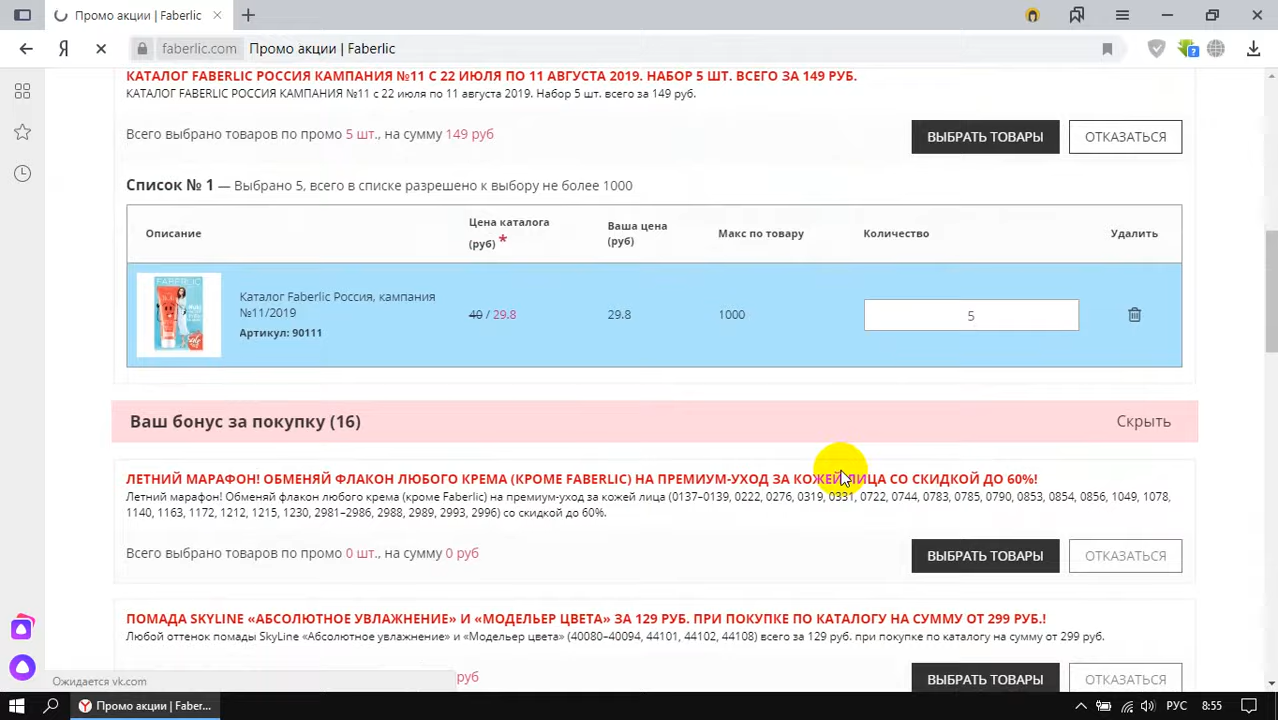 Промо акции | Faberlic
Я faberlic.com Промо акции | Faberlic
КАТАЛОГ FABERLIC РОССИЯ КАМПАНИЯ №11 С 22 ИЮЛЯ ПО 11 АВГУСТА 2019. НАБОР 5 ШТ. ВСЕГО ЗА 149 РУБ.
КАТАЛОГ FABERLIC РОССИЯ КАМПАНИЯ №11 с 22 июля по 11 августа 2019. Набор 5 шт. всего за 149 руб.
Всего выбрано товаров по промо 5 шт., на сумму 149 руб
ВЫБРАТЬ ТОВАРЫ ОТКАЗАТЬСЯ
Список № 1 — Выбрано 5, всего в списке разрешено к выбору не более 1000
Описание Цена каталога (руб) * Ваша цена (руб) Макс по товару Количество Удалить
FABERLIC
Каталог Faberlic Россия, кампания
№11/2019
Артикул: 90111
40 / 29.8 29.8 1000 5
Ваш бонус за покупку (16) Скрыть
ЛЕТНИЙ МАРАФОН! ОБМЕНЯЙ ФЛАКОН ЛЮБОГО КРЕМА (КРОМЕ FABERLIC) НА ПРЕМИУМ-УХОД ЗА КОЖЕЙ ЛИЦА СО СКИДКОЙ ДО 60%!
Летний марафон! Обменяй флакон любого крема (кроме Faberlic) на премиум-уход за кожей лица (0137–0139, 0222, 0276, 0319, 0331, 0722, 0744, 0783, 0785, 0790, 0853, 0854, 0856, 1049, 1078,
1140, 1163, 1172, 1212, 1215, 1230, 2981–2986, 2988, 2989, 2993, 2996) со скидкой до 60%.
Всего выбрано товаров по промо 0 шт., на сумму 0 руб
ВЫБРАТЬ ТОВАРЫ ОТКАЗАТЬСЯ
ПОМАДА SKYLINE «АБСОЛЮТНОЕ УВЛАЖНЕНИЕ» И «МОДЕЛЬЕР ЦВЕТА» ЗА 129 РУБ. ПРИ ПОКУПКЕ ПО КАТАЛОГУ НА СУММУ ОТ 299 РУБ.!
Любой оттенок помады SkyLine «Абсолютное увлажнение» и «Модельер цвета» (40080–40094, 44101, 44102, 44108) всего за 129 руб. при покупке по каталогу на сумму от 299 руб.
руб
ВЫБРАТЬ ТОВАРЫ ОТКАЗАТЬСЯ
Ожидается vk.com
Промо акции | Faber... РУС 8:55